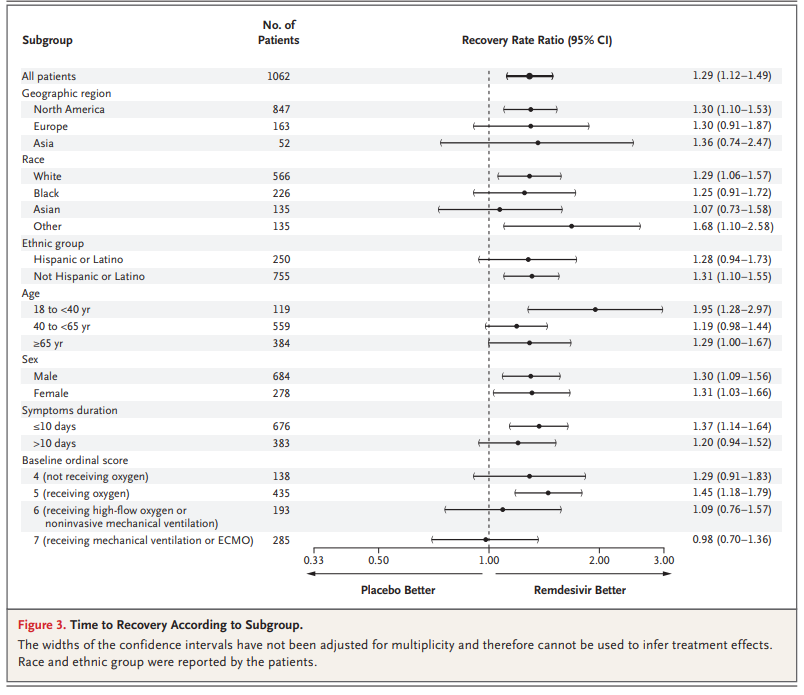 No. of
Subgroup Patients Recovery Rate Ratio (95% CI)
All patients 1062 1.29 (1.12–1.49)
Geographic region
North America 847 1.30 (1.10–1.53)
Europe 163 1.30 (0.91–1.87)
Asia 52 1.36 (0.74–2.47)
Race
White 566 1.29 (1.06–1.57)
Black 226 1.25 (0.91–1.72)
Asian 135 1.07 (0.73–1.58)
Other 135 1.68 (1.10–2.58)
Ethnic group
Hispanic or Latino 250 1.28 (0.94–1.73)
Not Hispanic or Latino 755 1.31 (1.10–1.55)
Age
18 to <40 yr 119 1.95 (1.28–2.97)
40 to <65 yr 559 1.19 (0.98–1.44)
≥65 yr 384 1.29 (1.00–1.67)
Sex
Male 684 1.30 (1.09–1.56)
Female 278 1.31 (1.03–1.66)
Symptoms duration
≤10 days 676 1.37 (1.14–1.64)
>10 days 383 1.20 (0.94–1.52)
Baseline ordinal score
4 (not receiving oxygen) 138 1.29 (0.91–1.83)
5 (receiving oxygen) 435 1.45 (1.18–1.79)
6 (receiving high-flow oxygen or 193 1.09 (0.76–1.57)
noninvasive mechanical ventilation)
7 (receiving mechanical ventilation or ECMO) 285 0.98 (0.70–1.36)
0.33 0.50 1.00 2.00 3.00
Placebo Better Remdesivir Better
Figure 3. Time to Recovery According to Subgroup.
The widths of the confidence intervals have not been adjusted for multiplicity and therefore cannot be used to infer treatment effects.
Race and ethnic group were reported by the patients.